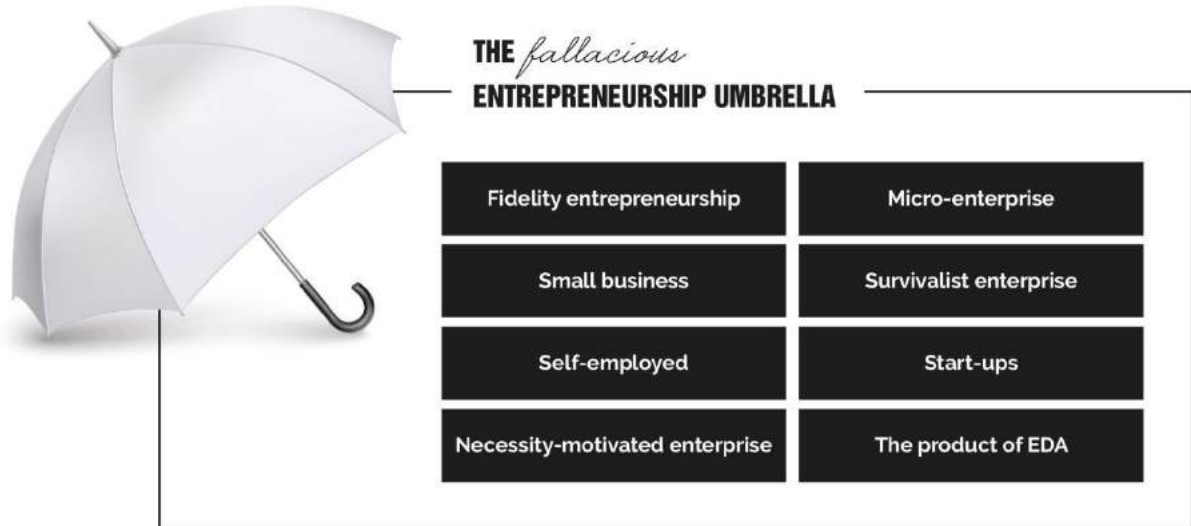 THE fallacious
ENTREPRENEURSHIP UMBRELLA
Fidelity entrepreneurship
Micro-enterprise
Small business
Survivalist enterprise
Self-employed
Start-ups
Necessity-motivated enterprise
The product of EDA